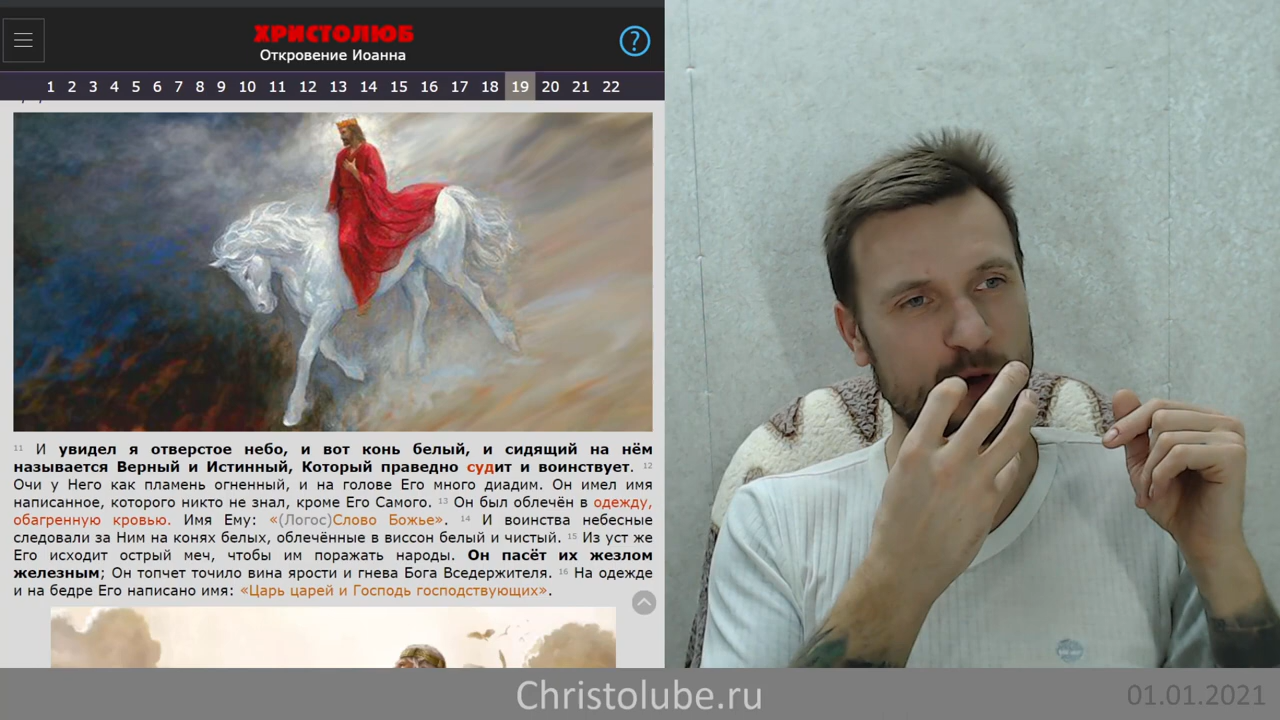 ХРИСТОЛЮБ
Откровение Иоанна
?
1 2 3 4 5 6 7 8 9 10 11 12 13 14 15 16 17 18 19 20 21 22
11 И увидел я отверстое небо, и вот конь белый, и сидящий на нём
называется Верный и Истинный, Который праведно судит и воинствует. 12
Очи у Него как пламень огненный, и на голове Его много диадим. Он имел имя
написанное, которого никто не знал, кроме Его Самого. 13 Он был облечён в одежду,
обагренную кровью. Имя Ему: «(Логос)Слово Божье». 14 И воинства небесные
следовали за Ним на конях белых, облечённые в виссон белый и чистый. 15 Из уст же
Его исходит острый меч, чтобы им поражать народы. Он пасёт их жезлом
железным; Он топчет точило вина ярости и гнева Бога Вседержителя. 16 На одежде
и на бедре Его написано имя: «Царь царей и Господь господствующих».
Christolube.ru
01.01.2021